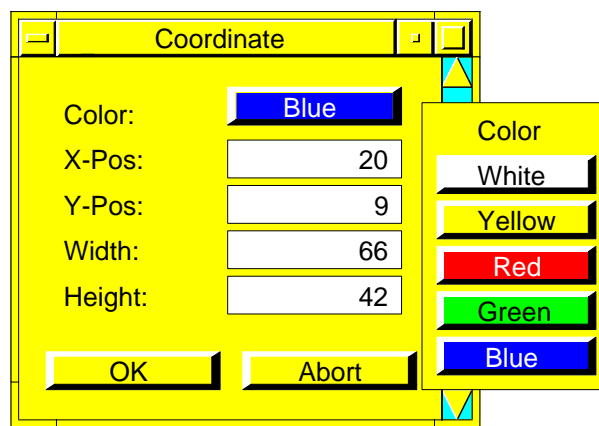 Coordinate
Color: Blue
X-Pos: 20
Y-Pos: 9
Width: 66
Height: 42
OK Abort
Color
White
Yellow
Red
Green
Blue